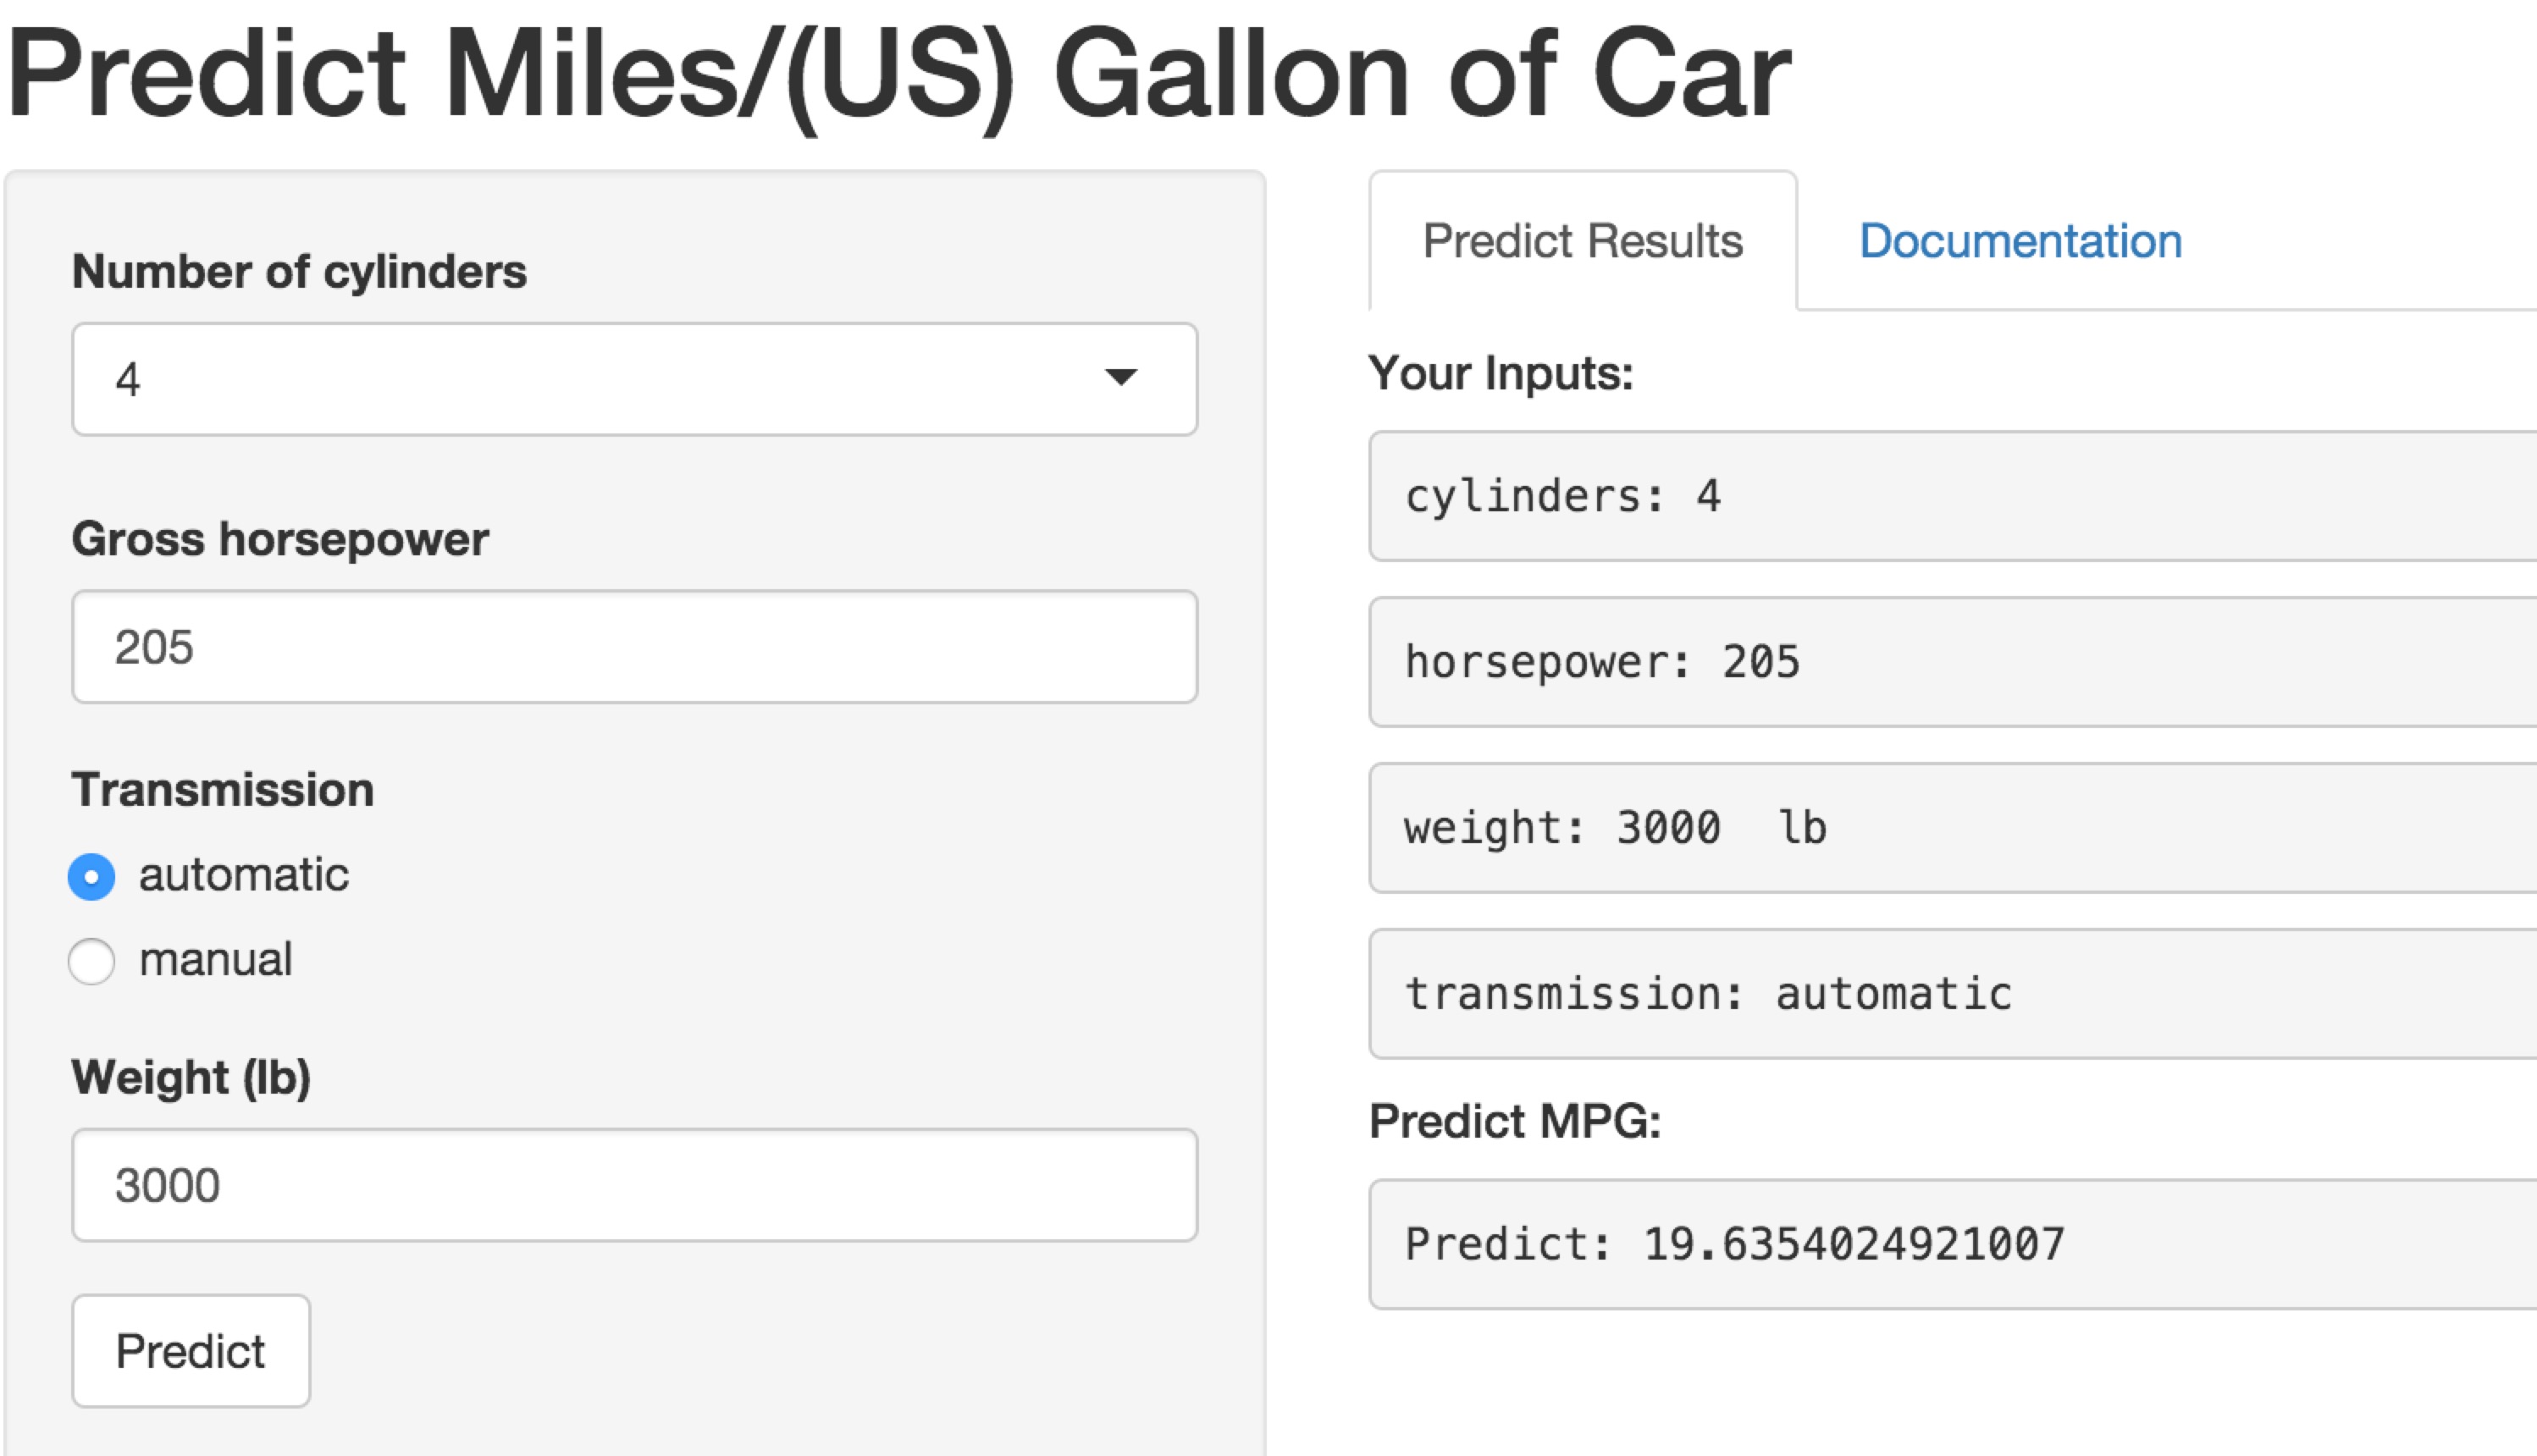 Predict Miles/(US) Gallon of Car
Number of cylinders
4
Gross horsepower
205
Transmission
automatic
manual
Weight (lb)
3000
Predict
Predict Results
Documentation
Your Inputs:
cylinders: 4
horsepower: 205
weight: 3000  lb
transmission: automatic
Predict MPG:
Predict: 19.6354024921007